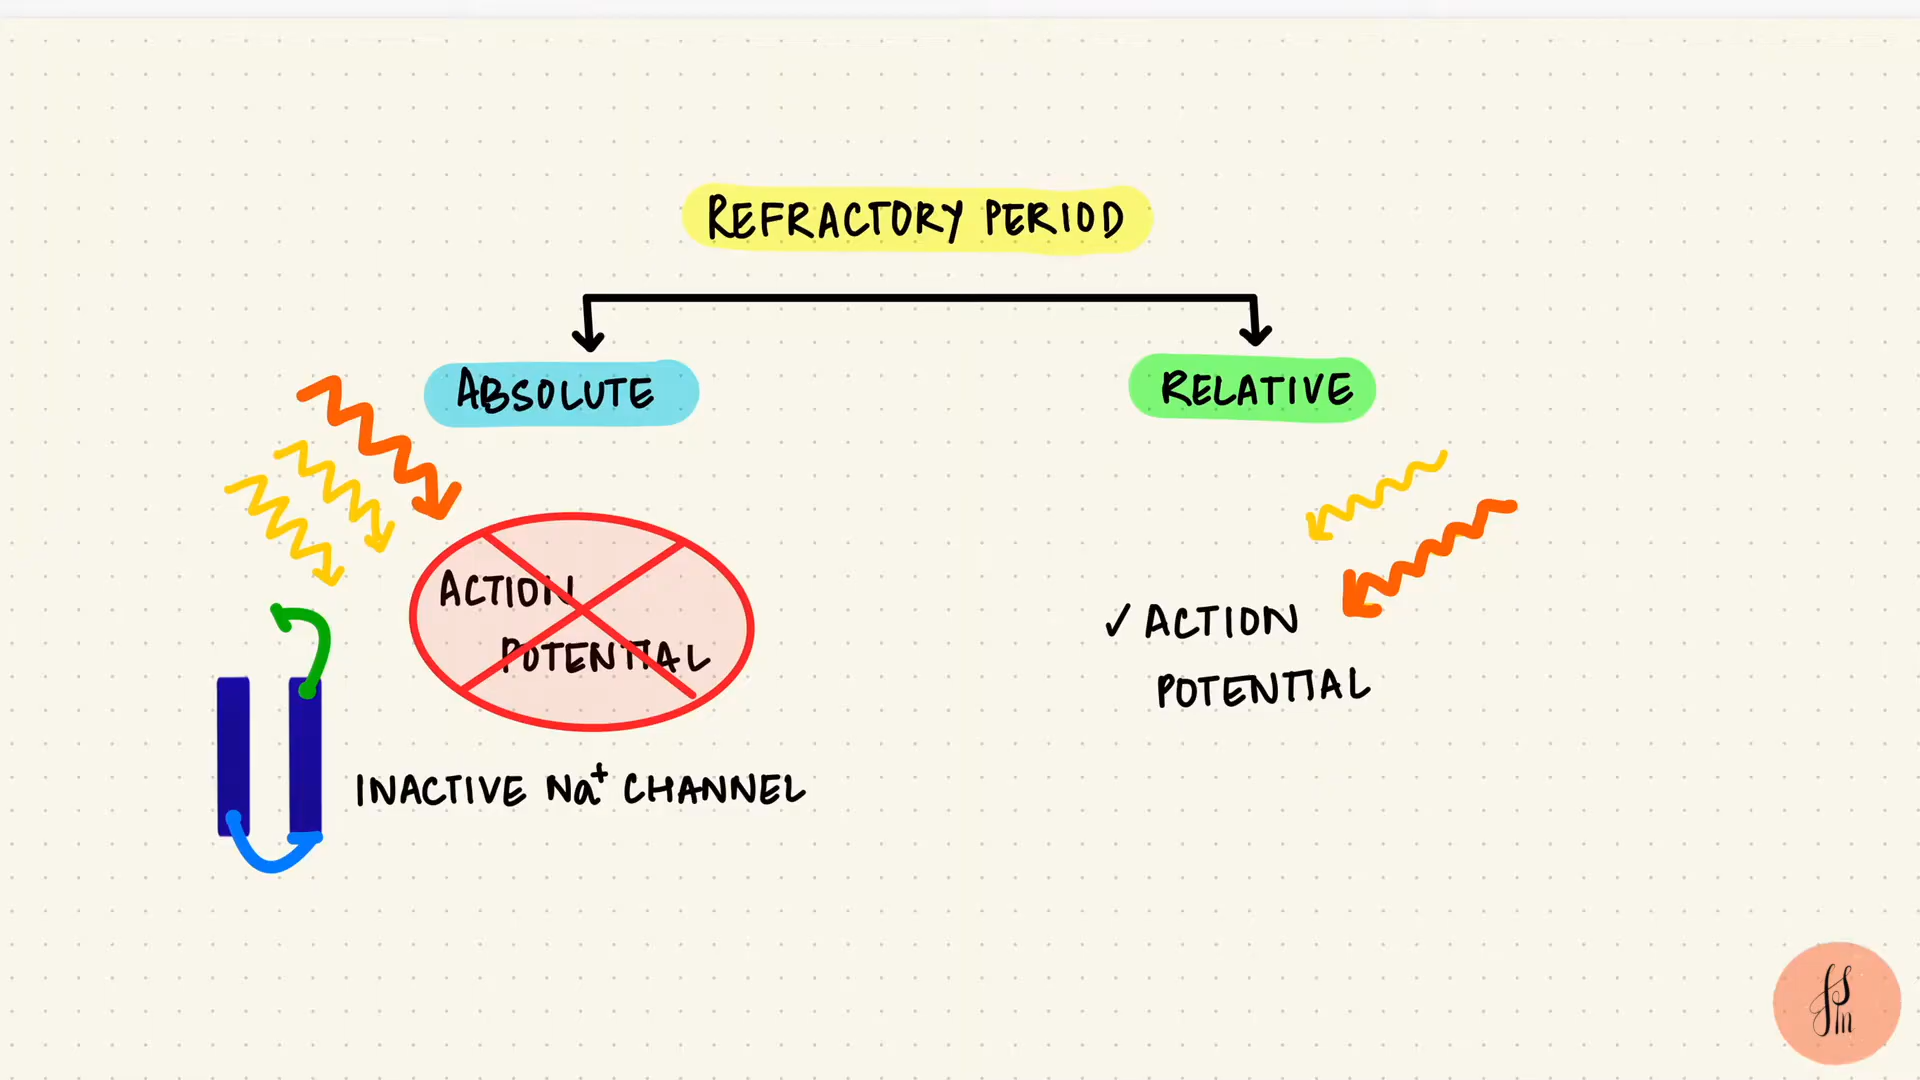 REFRACTORY PERIOD
ABSOLUTE
RELATIVE
ACTION
POTENTIAL
INACTIVE Na⁺ CHANNEL
✓ ACTION
POTENTIAL